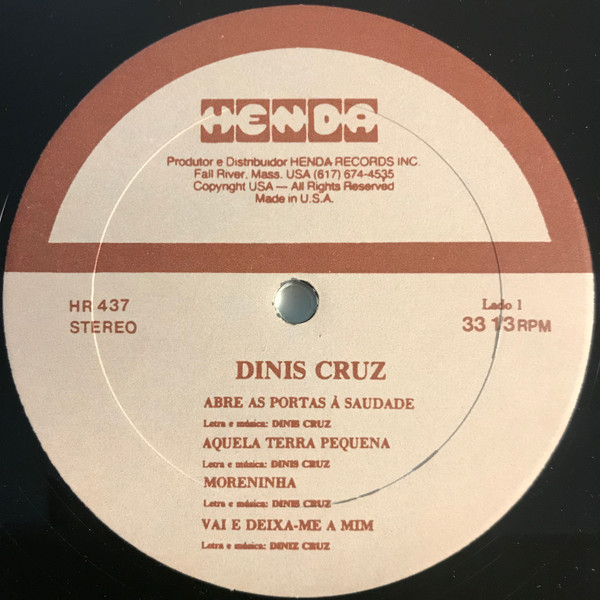 HENDA
Produtor e Distribuidor HENDA RECORDS INC.
Fall River, Mass. USA (617) 674-4535
Copyright USA — All Rights Reserved
Made in U.S.A.
HR 437
STEREO
Lado 1
33 1/3 RPM
DINIS CRUZ
ABRE AS PORTAS À SAUDADE
Letra e música: DINIS CRUZ
AQUELA TERRA PEQUENA
Letra e música: DINIS CRUZ
MORENINHA
Letra e música: DINIS CRUZ
VAI E DEIXA-ME A MIM
Letra e música: DINIZ CRUZ